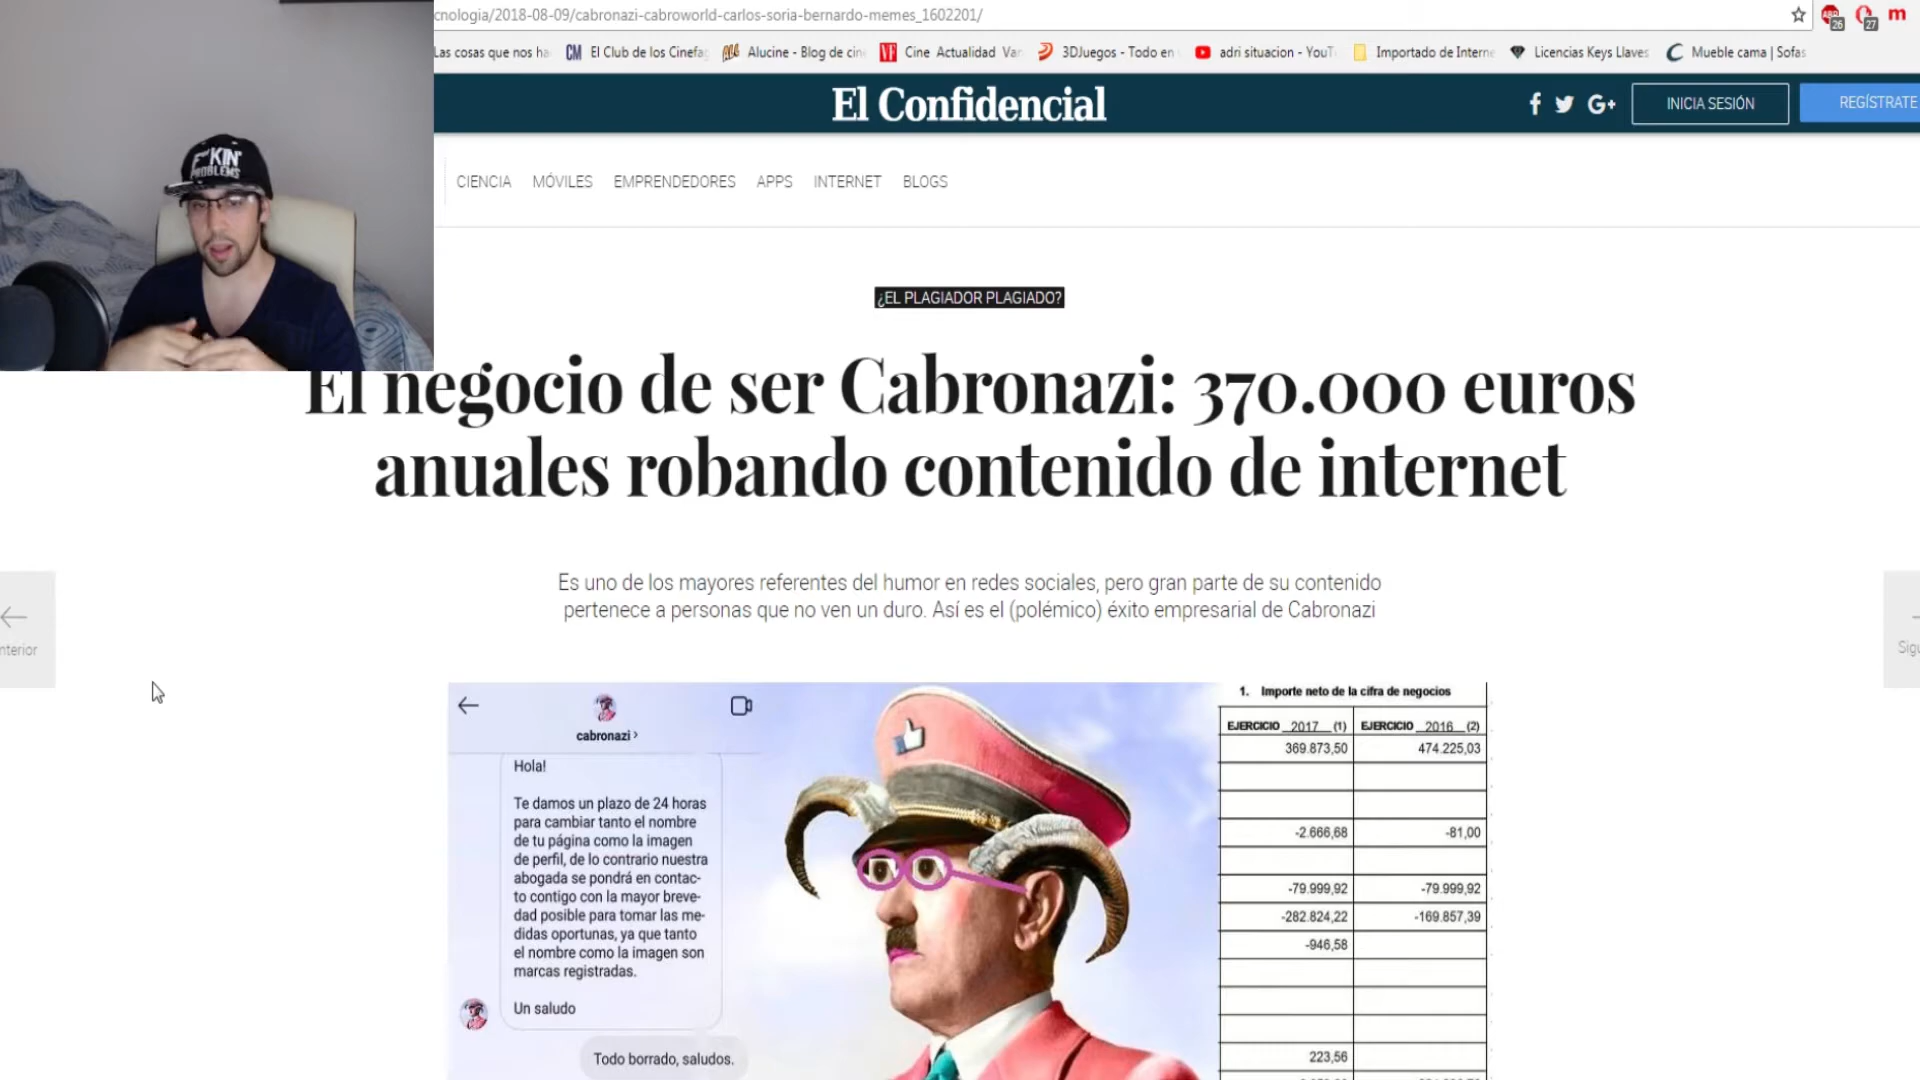 cnologia/2018-08-09/cabronazi-cabroworld-carlos-soria-bernardo-memes_1602201/
26
27
m
Las cosas que nos ha
CM El Club de los Cinefag
Alucine - Blog de cin
VF Cine Actualidad Van
3DJuegos - Todo en
adri situacion - YouT
Importado de Interne
Licencias Keys Llaves
Mueble cama | Sofas
El Confidencial
f G+
INICIA SESIÓN
REGÍSTRATE
F**KIN'
PROBLEMS
CIENCIA MÓVILES EMPRENDEDORES APPS INTERNET BLOGS
¿EL PLAGIADOR PLAGIADO?
El negocio de ser Cabronazi: 370.000 euros
anuales robando contenido de internet
Es uno de los mayores referentes del humor en redes sociales, pero gran parte de su contenido
pertenece a personas que no ven un duro. Así es el (polémico) éxito empresarial de Cabronazi
nterior
Sigu
cabronazi ›
Hola!
Te damos un plazo de 24 horas
para cambiar tanto el nombre
de tu página como la imagen
de perfil, de lo contrario nuestra
abogada se pondrá en contac-
to contigo con la mayor breve-
dad posible para tomar las me-
didas oportunas, ya que tanto
el nombre como la imagen son
marcas registradas.
Un saludo
Todo borrado, saludos.
1. Importe neto de la cifra de negocios
EJERCICIO 2017 (1) EJERCICIO 2016 (2)
369.873,50 474.225,03
-2.666,68 -81,00
-79.999,92 -79.999,92
-282.824,22 -169.857,39
-946,58
223,56